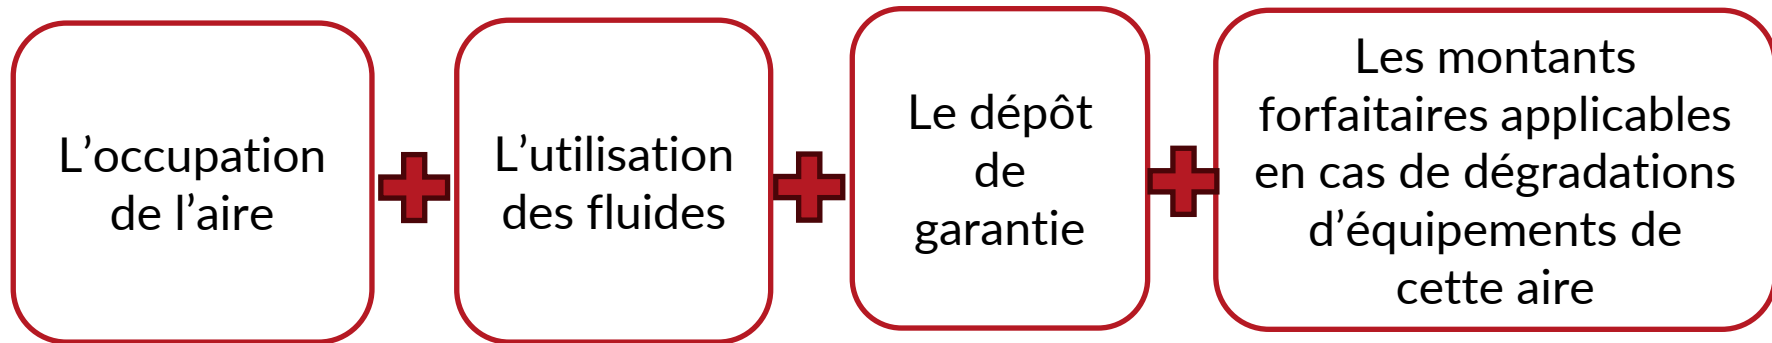 L’occupation
de l’aire
L’utilisation
des fluides
Le dépôt
de
garantie
Les montants
forfaitaires applicables
en cas de dégradations
d’équipements de
cette aire